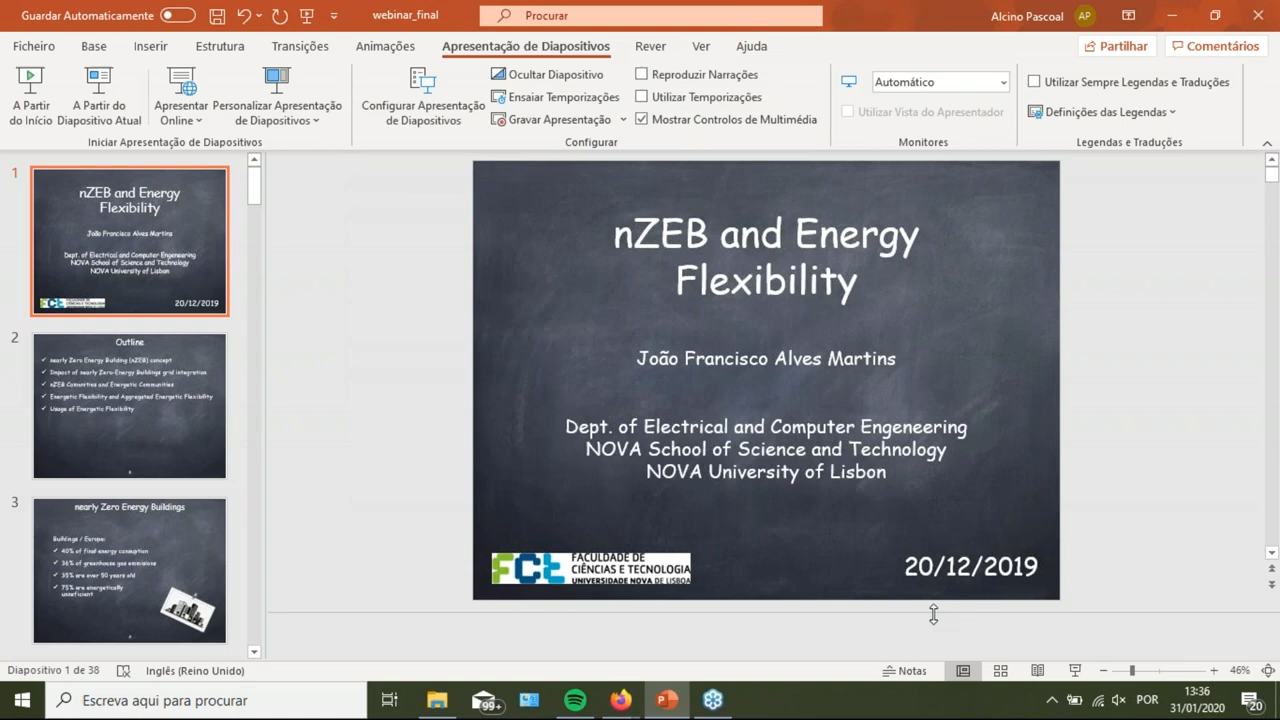 Guardar Automaticamente
webinar_final
Procurar
Alcino Pascoal
AP
Ficheiro
Base
Inserir
Estrutura
Transições
Animações
Apresentação de Diapositivos
Rever
Ver
Ajuda
Partilhar
Comentários
A Partir
do Início
A Partir do
Diapositivo Atual
Apresentar
Online
Personalizar Apresentação
de Diapositivos
Iniciar Apresentação de Diapositivos
Configurar Apresentação
de Diapositivos
Ocultar Diapositivo
Ensaiar Temporizações
Gravar Apresentação
Reproduzir Narrações
Utilizar Temporizações
Mostrar Controlos de Multimédia
Configurar
Automático
Utilizar Vista do Apresentador
Monitores
Utilizar Sempre Legendas e Traduções
Definições das Legendas
Legendas e Traduções
1
nZEB and Energy
Flexibility
João Francisco Alves Martins
Dept. of Electrical and Computer Engeneering
NOVA School of Science and Technology
NOVA University of Lisbon
FCt
FACULDADE DE
CIÊNCIAS E TECNOLOGIA
20/12/2019
2
Outline
✓ nearly Zero Energy Building (nZEB) concept
✓ Impact of nearly Zero-Energy Buildings grid integration
✓ nZEB Comunities and Energetic Communities
✓ Energetic Flexibility and Aggregated Energetic Flexibility
✓ Usage of Energetic Flexibility
3
nearly Zero Energy Buildings
Buildings / Europe:
✓ 40% of final energy consuption
✓ 36% of greenhouse gas emissions
✓ 35% are over 50 years old
✓ 75% are energetically
unneficient
nZEB and Energy
Flexibility
João Francisco Alves Martins
Dept. of Electrical and Computer Engeneering
NOVA School of Science and Technology
NOVA University of Lisbon
FCt
FACULDADE DE
CIÊNCIAS E TECNOLOGIA
UNIVERSIDADE NOVA DE LISBOA
20/12/2019
Diapositivo 1 de 38
Inglês (Reino Unido)
Notas
46%
Escreva aqui para procurar
99+
POR
13:36
31/01/2020
20